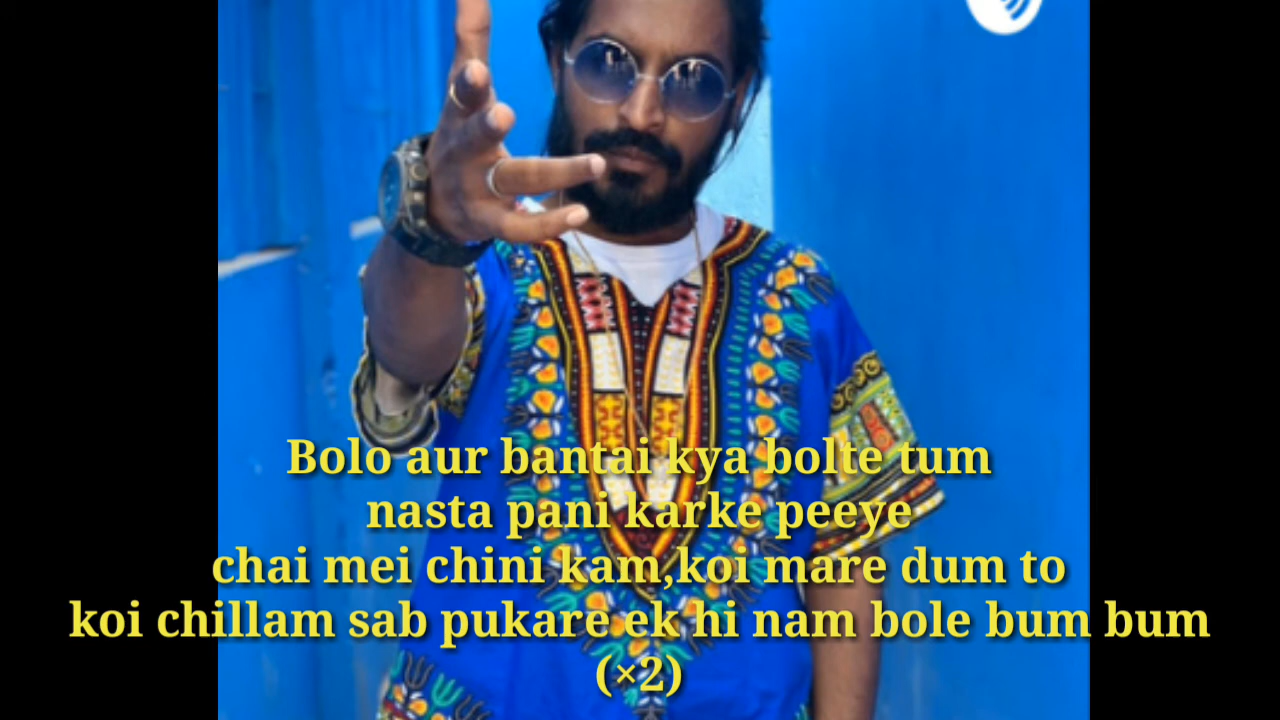 Bolo aur bantai kya bolte tum
nasta pani karke peeye
chai mei chini kam,koi mare dum to
koi chillam sab pukare ek hi nam bole bum bum
(×2)